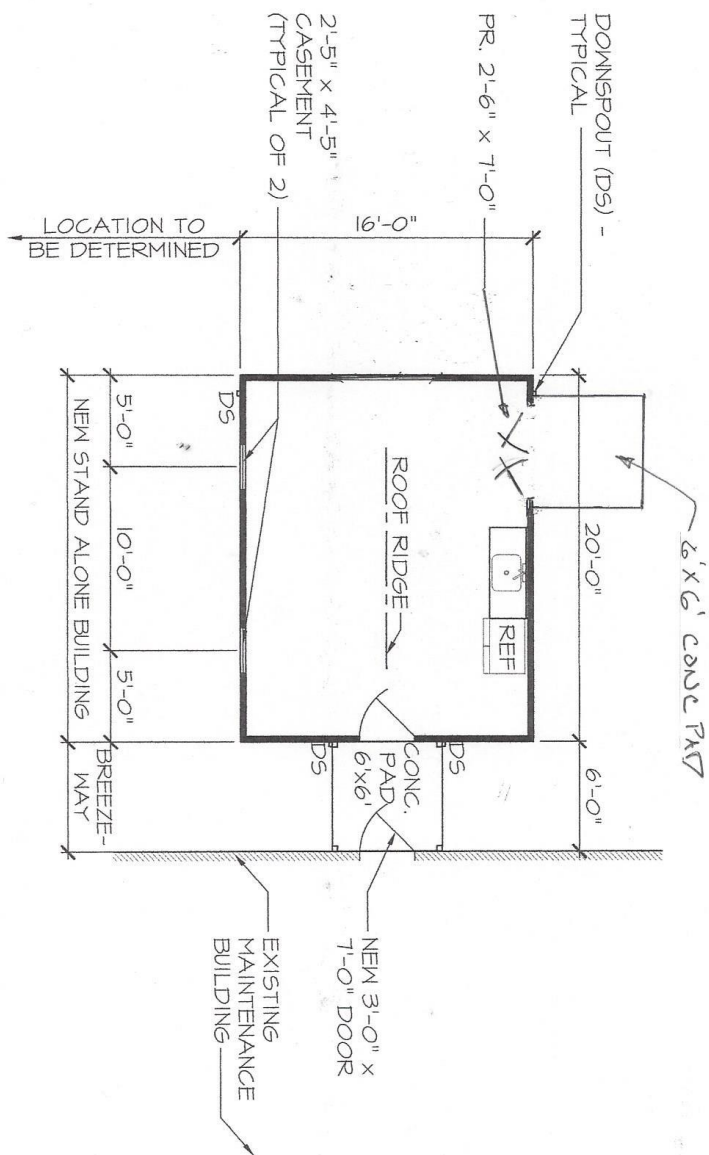 DOWNSPOUT (DS) -
TYPICAL
PR. 2'-6" x 7'-0"
2'-5" x 4'-5"
CASEMENT
(TYPICAL OF 2)
6'X6' CONC PAD
LOCATION TO
BE DETERMINED
16'-0"
20'-0"
6'-0"
DS
ROOF RIDGE
REF
DS
DS
CONC.
PAD
6'x6'
5'-0"
10'-0"
5'-0"
NEW STAND ALONE BUILDING
BREEZE-
WAY
NEW 3'-0" x
7'-0" DOOR
EXISTING
MAINTENANCE
BUILDING